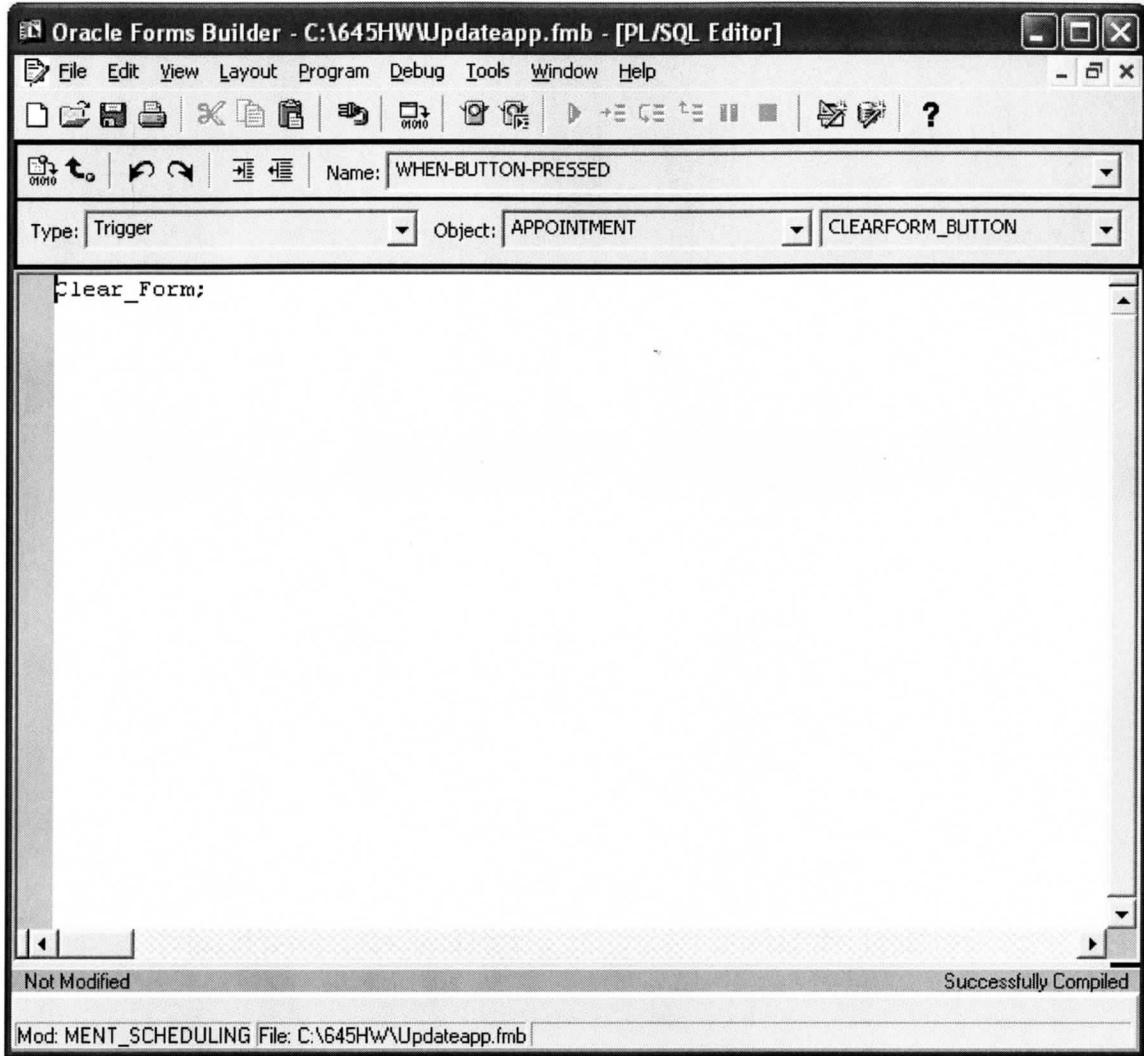 Oracle Forms Builder - C:\645HW\Updateapp.fmb - [PL/SQL Editor]
File Edit View Layout Program Debug Tools Window Help
Name: WHEN-BUTTON-PRESSED
Type: Trigger Object: APPOINTMENT CLEARFORM_BUTTON
Clear_Form;
Not Modified Successfully Compiled
Mod: MENT_SCHEDULING File: C:\645HW\Updateapp.fmb